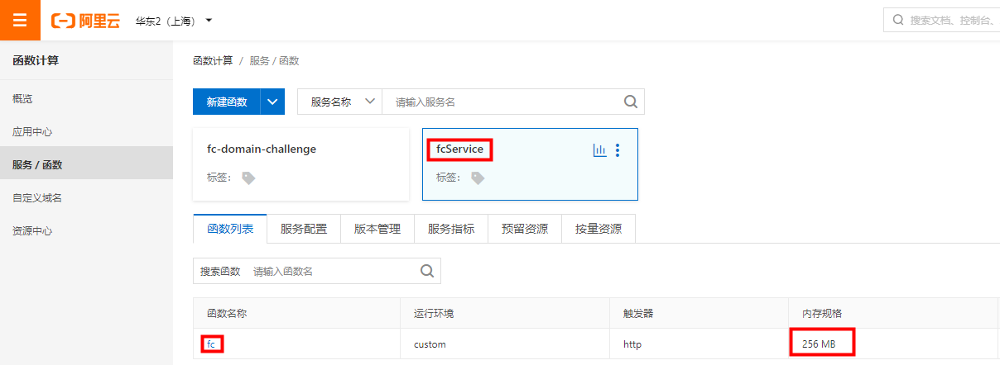 阿里云 华东2（上海） 搜索文档、控制台、
函数计算
概览
应用中心
服务 / 函数
自定义域名
资源中心
函数计算 / 服务 / 函数
新建函数 服务名称 请输入服务名
fc-domain-challenge fcService
标签： 标签：
函数列表 服务配置 版本管理 服务指标 预留资源 按量资源
搜索函数 请输入函数名
函数名称 运行环境 触发器 内存规格
fc custom http 256 MB